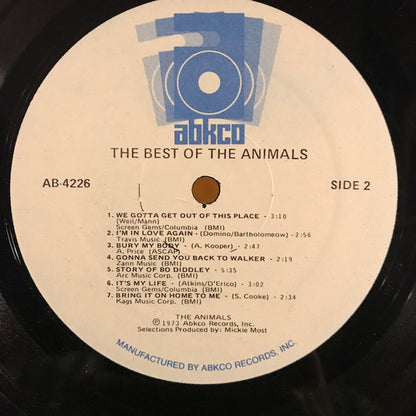 abkco
THE BEST OF THE ANIMALS
AB-4226
SIDE 2
1. WE GOTTA GET OUT OF THIS PLACE - 3:10
(Weil/Mann)
Screen Gems/Columbia (BMI)
2. I'M IN LOVE AGAIN - (Domino/Bartholomeow) - 2:56
Travis Music (BMI)
3. BURY MY BODY - (A. Kooper) - 2:47
A. Price (ASCAP)
4. GONNA SEND YOU BACK TO WALKER - 2:19
Zann Music (BMI)
5. STORY OF BO DIDDLEY - 5:35
Arc Music Corp. (BMI)
6. IT'S MY LIFE - (Atkins/D'Erico) - 3:05
Screen Gems/Columbia (BMI)
7. BRING IT ON HOME TO ME - (S. Cooke) - 2:34
Kags Music Corp. (BMI)
THE ANIMALS
Ⓟ 1973 Abkco Records, Inc.
Selections Produced by: Mickie Most
MANUFACTURED BY ABKCO RECORDS, INC.